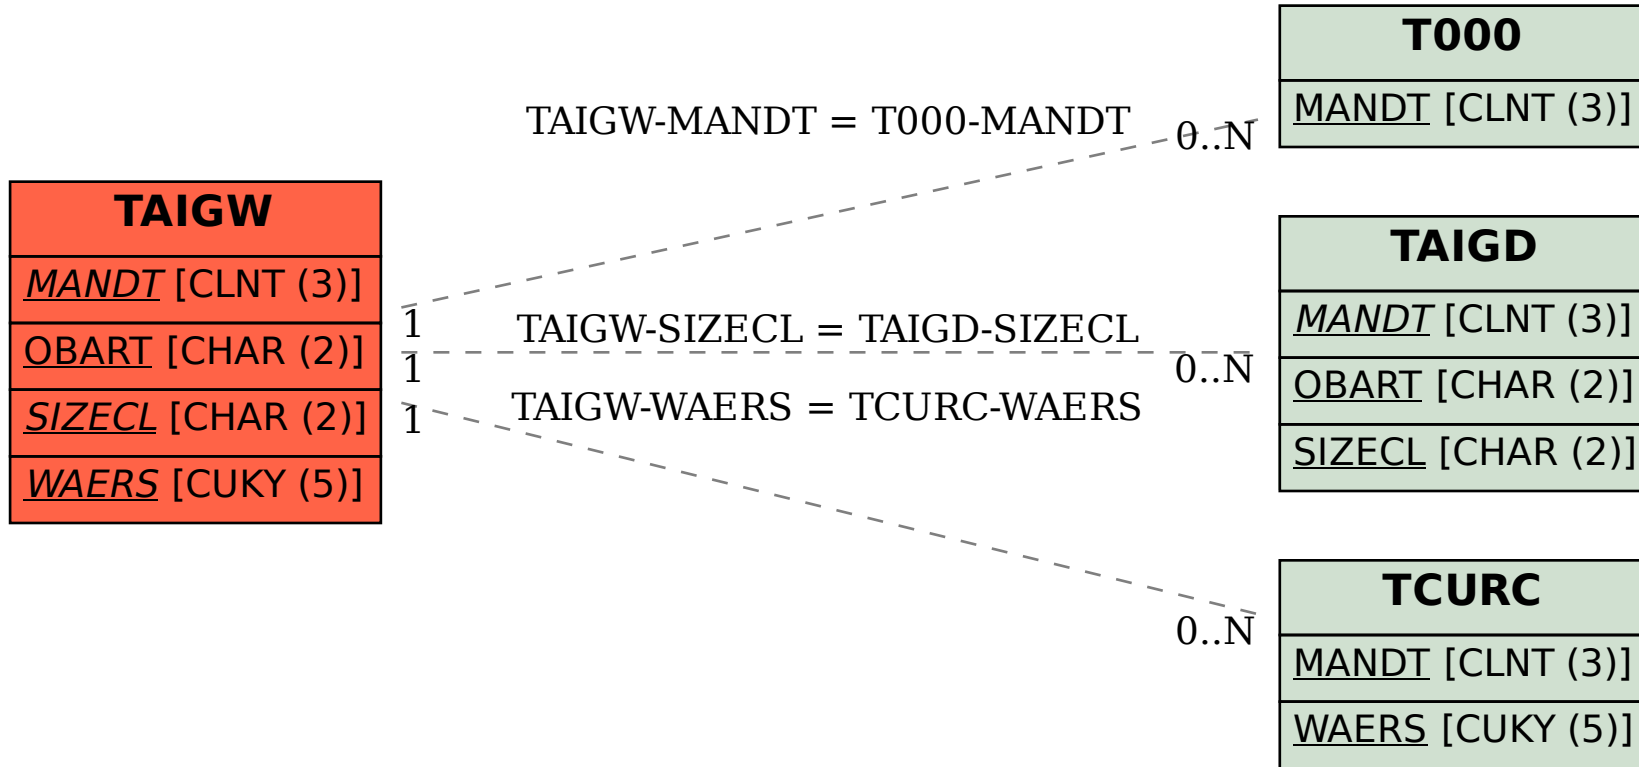 TAIGW
MANDT [CLNT (3)]
OBART [CHAR (2)]
SIZECL [CHAR (2)]
WAERS [CUKY (5)]
TAIGW-MANDT = T000-MANDT
1
0..N
TAIGW-SIZECL = TAIGD-SIZECL
1
0..N
TAIGW-WAERS = TCURC-WAERS
1
0..N
T000
MANDT [CLNT (3)]
TAIGD
MANDT [CLNT (3)]
OBART [CHAR (2)]
SIZECL [CHAR (2)]
TCURC
MANDT [CLNT (3)]
WAERS [CUKY (5)]